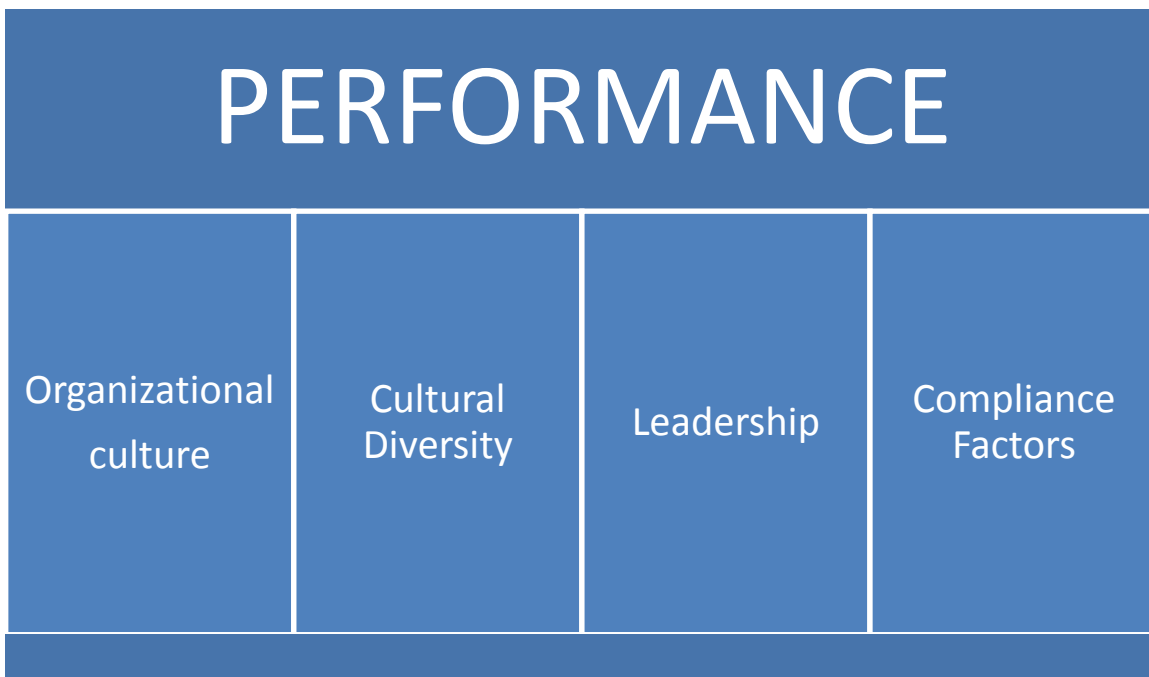 PERFORMANCE
Organizational
culture
Cultural
Diversity
Leadership
Compliance
Factors